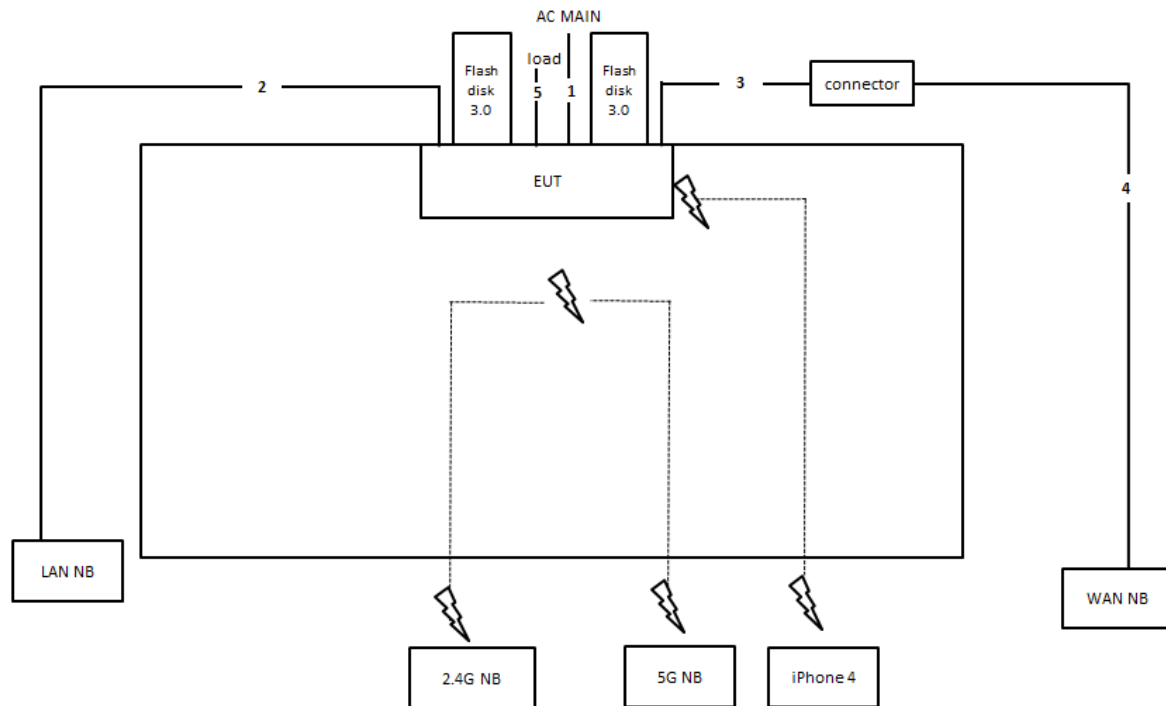 AC MAIN
Flash
disk
3.0
load
5
1
Flash
disk
3.0
2
3
connector
EUT
4
LAN NB
WAN NB
2.4G NB
5G NB
iPhone 4